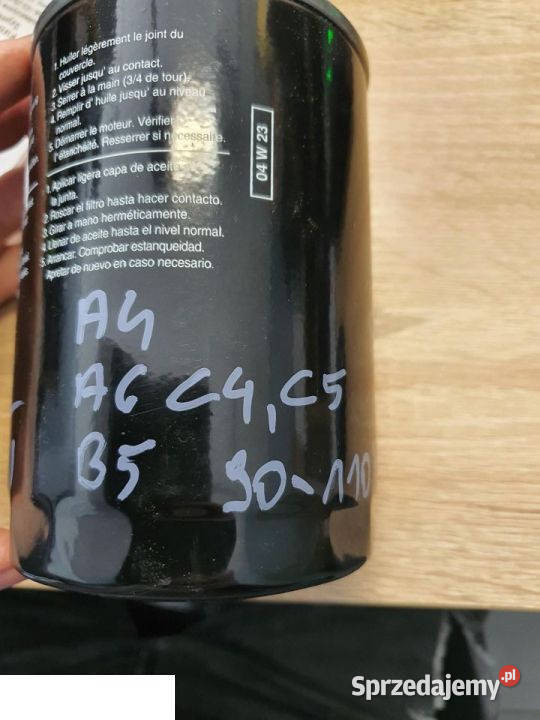 1. Huiler légèrement le joint du
couvercle.
2. Visser jusqu' au contact.
3. Serrer à la main (3/4 de tour).
4. Remplir d' huile jusqu' au niveau
normal.
5. Démarrer le moteur. Vérifier
l'étanchéité. Resserrer si nécessaire.
1. Aplicar ligera capa de aceite
la junta.
2. Roscar el filtro hasta hacer contacto.
3. Girar a mano herméticamente.
4. Llenar de aceite hasta el nivel normal.
5. Arrancar. Comprobar estanqueidad.
Apretar de nuevo en caso necesario.
04 W 23
A4
A6 C4, C5
B5 90-110
Sprzedajemy.pl